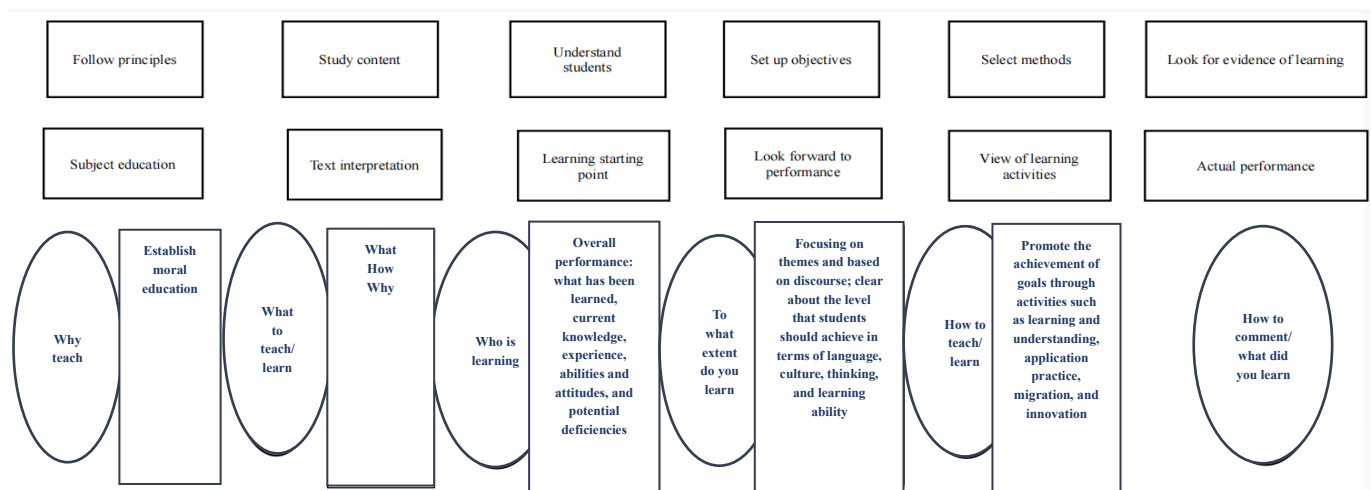 Follow principles
Study content
Understand
students
Set up objectives
Select methods
Look for evidence of learning
Subject education
Text interpretation
Learning starting
point
Look forward to
performance
View of learning
activities
Actual performance
Why
teach
Establish
moral
education
What
to
teach/
learn
What
How
Why
Who is
learning
Overall
performance:
what has been
learned,
current
knowledge,
experience,
abilities and
attitudes, and
potential
deficiencies
To
what
extent
do you
learn
Focusing on
themes and based
on discourse; clear
about the level
that students
should achieve in
terms of language,
culture, thinking,
and learning
ability
How to
teach/
learn
Promote the
achievement of
goals through
activities such
as learning and
understanding,
application
practice,
migration, and
innovation
How to
comment/
what did
you learn